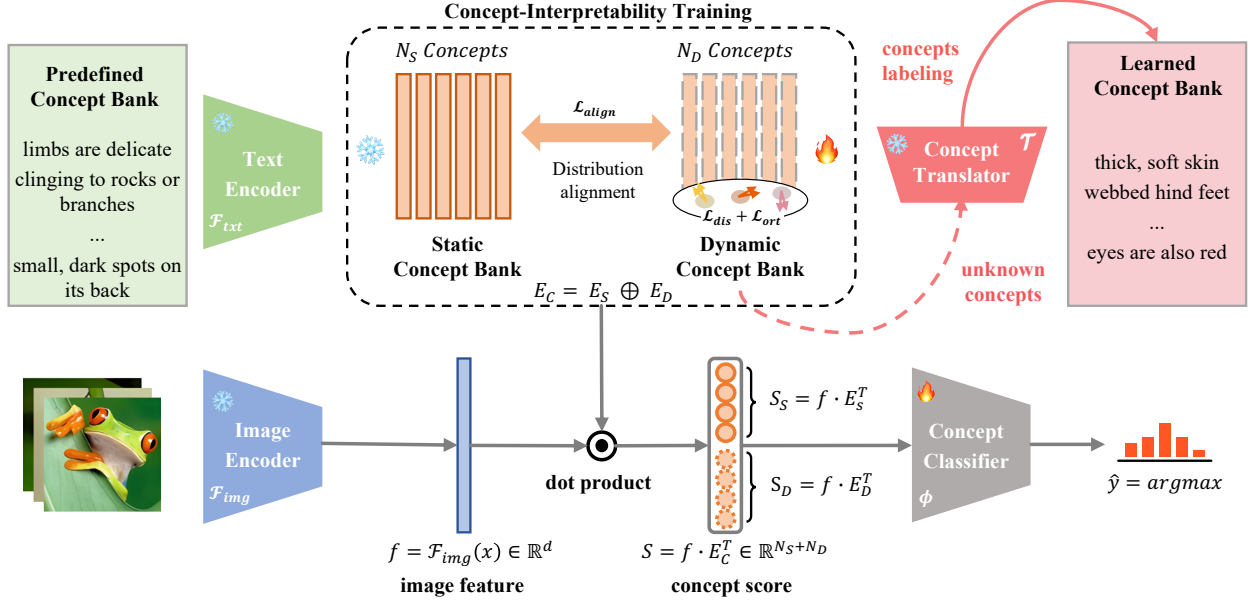 Concept-Interpretability Training
Predefined
Concept Bank
limbs are delicate
clinging to rocks or
branches
...
small, dark spots on
its back
Text
Encoder
ℱ_txt
N_S Concepts
Static
Concept Bank
ℒ_align
Distribution
alignment
N_D Concepts
ℒ_dis + ℒ_ort
Dynamic
Concept Bank
E_C = E_S ⊕ E_D
concepts
labeling
Concept
Translator
𝒯
unknown
concepts
Learned
Concept Bank
thick, soft skin
webbed hind feet
...
eyes are also red
Image
Encoder
ℱ_img
f = ℱ_img(x) ∈ ℝ^d
image feature
dot product
S_S = f · E_s^T
S_D = f · E_D^T
S = f · E_C^T ∈ ℝ^{N_S+N_D}
concept score
Concept
Classifier
ϕ
ŷ = argmax